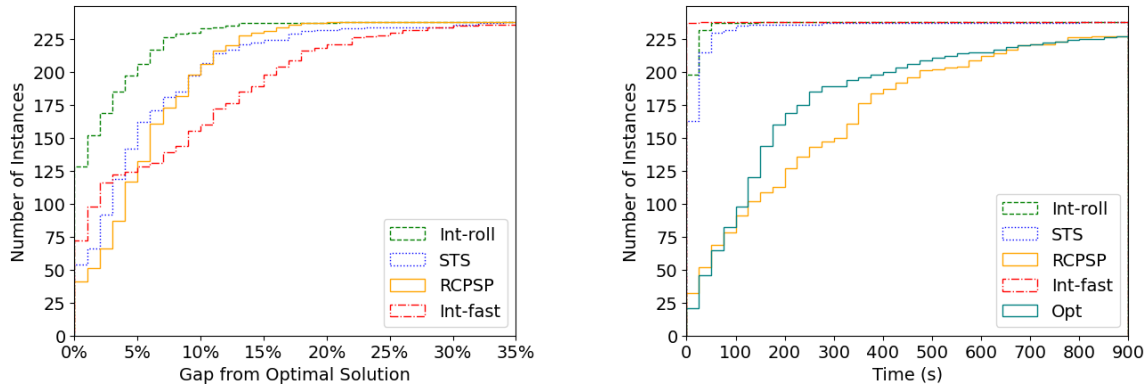 Number of Instances
225
200
175
150
125
100
75
50
25
0
0% 5% 10% 15% 20% 25% 30% 35%
Gap from Optimal Solution
Int-roll
STS
RCPSP
Int-fast
Number of Instances
225
200
175
150
125
100
75
50
25
0
0 100 200 300 400 500 600 700 800 900
Time (s)
Int-roll
STS
RCPSP
Int-fast
Opt